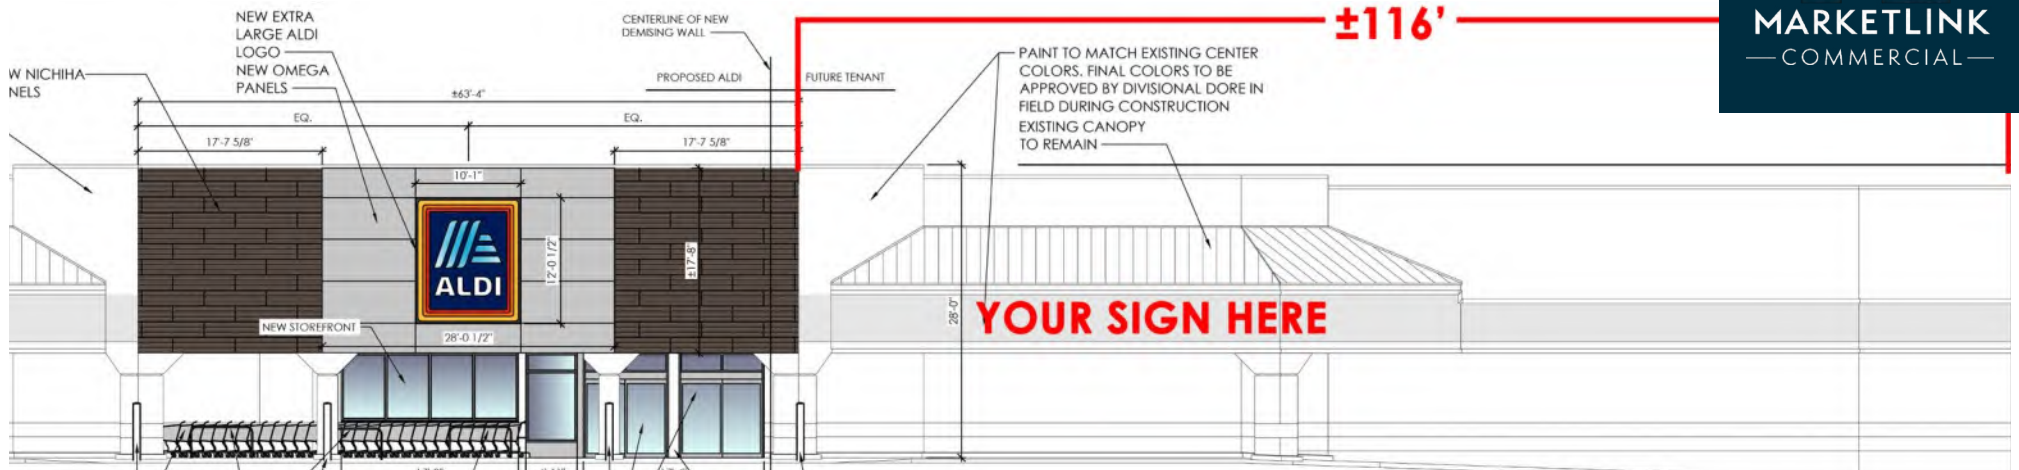 NEW EXTRA
LARGE ALDI
LOGO
NEW OMEGA
PANELS
CENTERLINE OF NEW
DEMISING WALL
±116'
MARKETLINK
COMMERCIAL
W NICHIHA
NELS
PROPOSED ALDI
FUTURE TENANT
PAINT TO MATCH EXISTING CENTER
COLORS. FINAL COLORS TO BE
APPROVED BY DIVISIONAL DORE IN
FIELD DURING CONSTRUCTION
EXISTING CANOPY
TO REMAIN
±63'-4"
EQ.
EQ.
17'-7 5/8"
17'-7 5/8"
10'-1"
12'-0 1/2"
±17'-8"
ALDI
28'-0"
YOUR SIGN HERE
NEW STOREFRONT
28'-0 1/2"